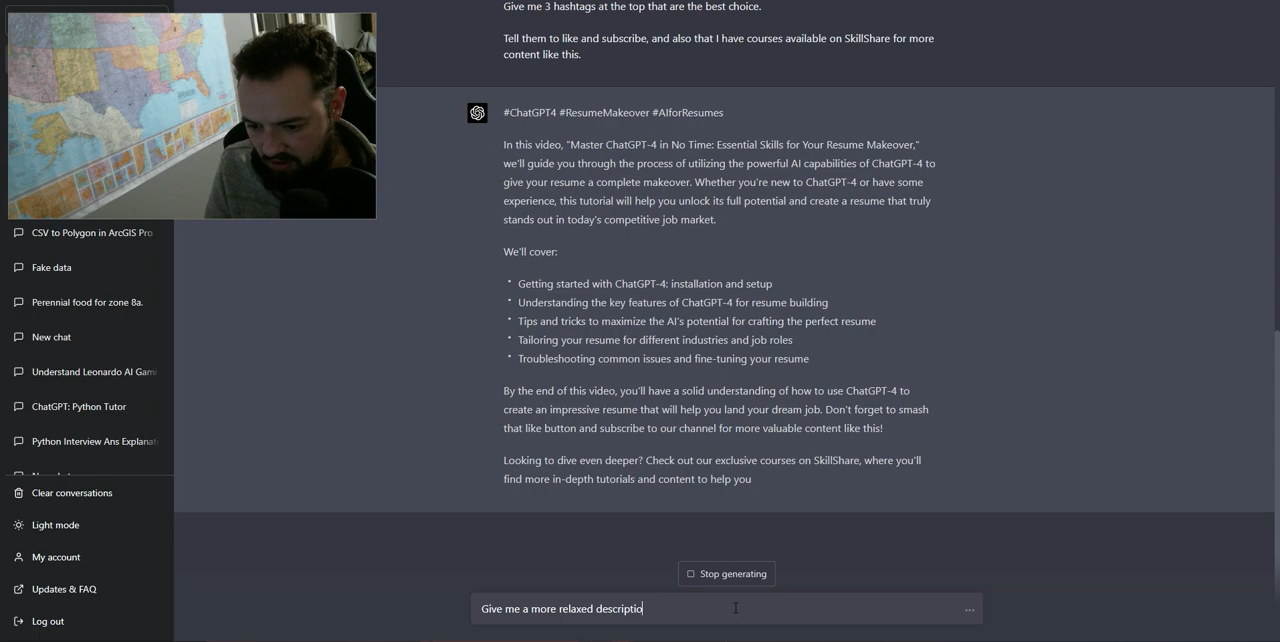 Give me 3 hashtags at the top that are the best choice.
Tell them to like and subscribe, and also that I have courses available on SkillShare for more
content like this.
#ChatGPT4 #ResumeMakeover #AIforResumes
In this video, "Master ChatGPT-4 in No Time: Essential Skills for Your Resume Makeover,"
we'll guide you through the process of utilizing the powerful AI capabilities of ChatGPT-4 to
give your resume a complete makeover. Whether you're new to ChatGPT-4 or have some
experience, this tutorial will help you unlock its full potential and create a resume that truly
stands out in today's competitive job market.
We'll cover:
• Getting started with ChatGPT-4: installation and setup
• Understanding the key features of ChatGPT-4 for resume building
• Tips and tricks to maximize the AI's potential for crafting the perfect resume
• Tailoring your resume for different industries and job roles
• Troubleshooting common issues and fine-tuning your resume
By the end of this video, you'll have a solid understanding of how to use ChatGPT-4 to
create an impressive resume that will help you land your dream job. Don't forget to smash
that like button and subscribe to our channel for more valuable content like this!
Looking to dive even deeper? Check out our exclusive courses on SkillShare, where you'll
find more in-depth tutorials and content to help you
Stop generating
Give me a more relaxed descriptio
CSV to Polygon in ArcGIS Pro
Fake data
Perennial food for zone 8a.
New chat
Understand Leonardo AI Gami
ChatGPT: Python Tutor
Python Interview Ans Explanati
Clear conversations
Light mode
My account
Updates & FAQ
Log out